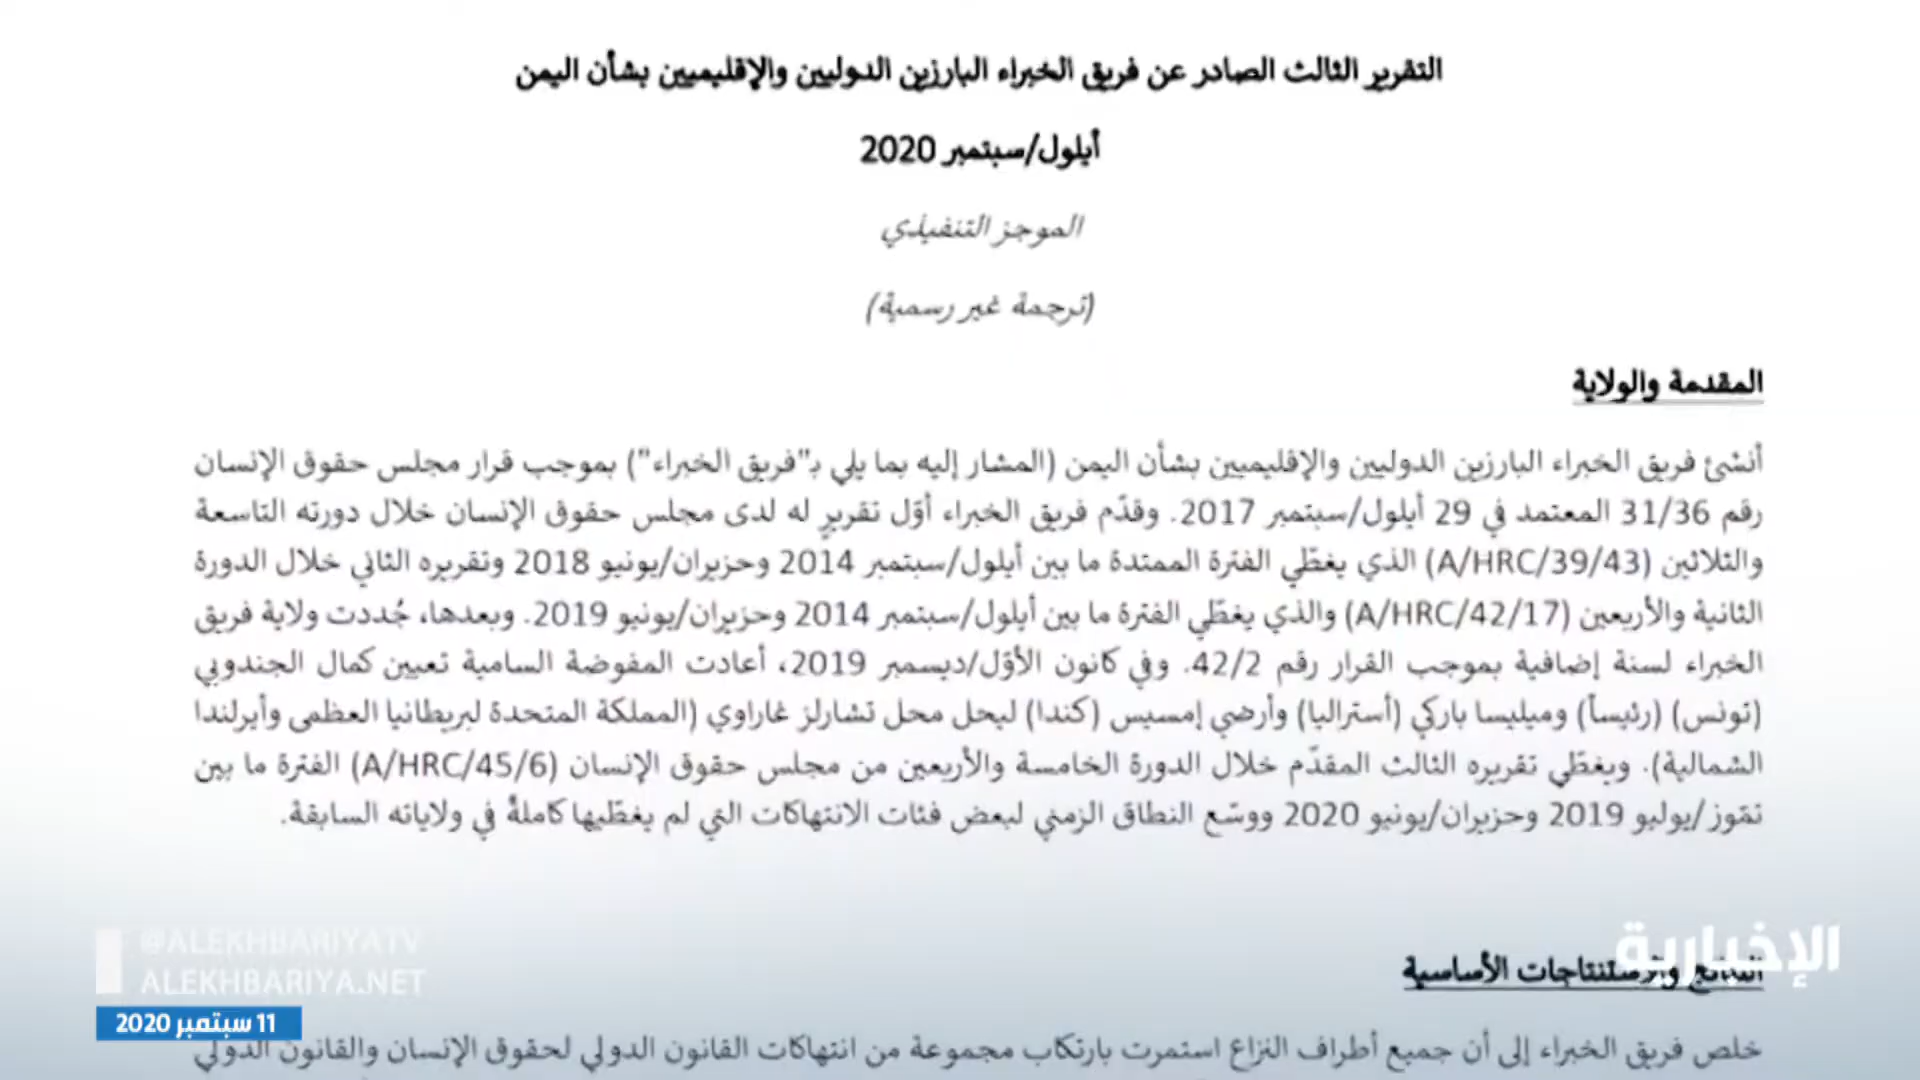 التقرير الثالث الصادر عن فريق الخبراء البارزين الدوليين والإقليميين بشأن اليمن
أيلول/سبتمبر 2020
الموجز التنفيذي
(ترجمة غير رسمية)
المقدمة والولاية
أنشئ فريق الخبراء البارزين الدوليين والإقليميين بشأن اليمن (المشار إليه بما يلي بـ"فريق الخبراء") بموجب قرار مجلس حقوق الإنسان
رقم 31/36 المعتمد في 29 أيلول/سبتمبر 2017. وقدّم فريق الخبراء أوّل تقريرٍ له لدى مجلس حقوق الإنسان خلال دورته التاسعة
والثلاثين (A/HRC/39/43) الذي يغطّي الفترة الممتدة ما بين أيلول/سبتمبر 2014 وحزيران/يونيو 2018 وتقريره الثاني خلال الدورة
الثانية والأربعين (A/HRC/42/17) والذي يغطّي الفترة ما بين أيلول/سبتمبر 2014 وحزيران/يونيو 2019. وبعدها، جُددت ولاية فريق
الخبراء لسنة إضافية بموجب القرار رقم 42/2. وفي كانون الأوّل/ديسمبر 2019، أعادت المفوضة السامية تعيين كمال الجندوبي
(تونس) (رئيساً) وميليسا باركي (أستراليا) وأرضي إمسيس (كندا) ليحل محل تشارلز غاراوي (المملكة المتحدة لبريطانيا العظمى وأيرلندا
الشمالية). ويغطّي تقريره الثالث المقدّم خلال الدورة الخامسة والأربعين من مجلس حقوق الإنسان (A/HRC/45/6) الفترة ما بين
تمّوز/يوليو 2019 وحزيران/يونيو 2020 ووسّع النطاق الزمني لبعض فئات الانتهاكات التي لم يغطّيها كاملةً في ولاياته السابقة.
الإخبارية
@ALEKHBARIYATV
ALEKHBARIYA.NET
والاستنتاجات الأساسية
11 سبتمبر 2020
خلص فريق الخبراء إلى أن جميع أطراف النزاع استمرت بارتكاب مجموعة من انتهاكات القانون الدولي لحقوق الإنسان والقانون الدولي